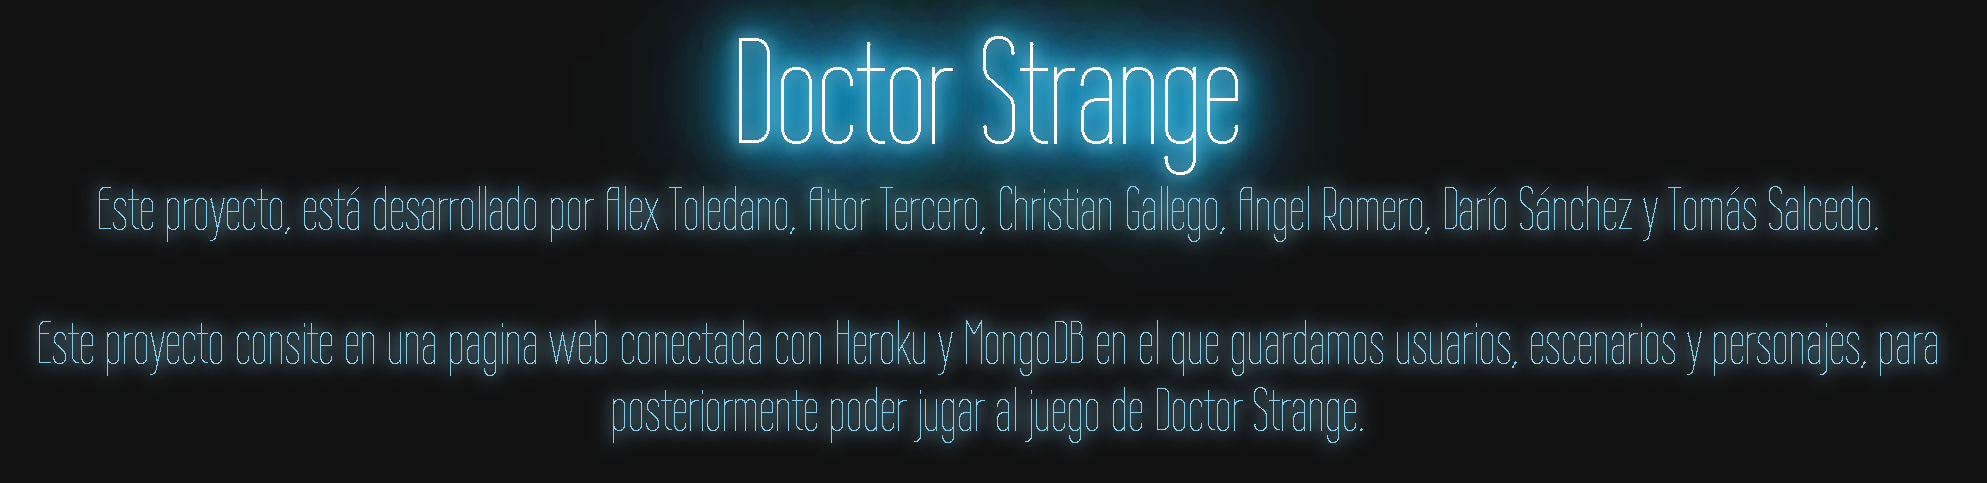 Doctor Strange
Este proyecto, está desarrollado por Alex Toledano, Aitor Tercero, Christian Gallego, Angel Romero, Darío Sánchez y Tomás Salcedo.
Este proyecto consite en una pagina web conectada con Heroku y MongoDB en el que guardamos usuarios, escenarios y personajes, para
posteriormente poder jugar al juego de Doctor Strange.